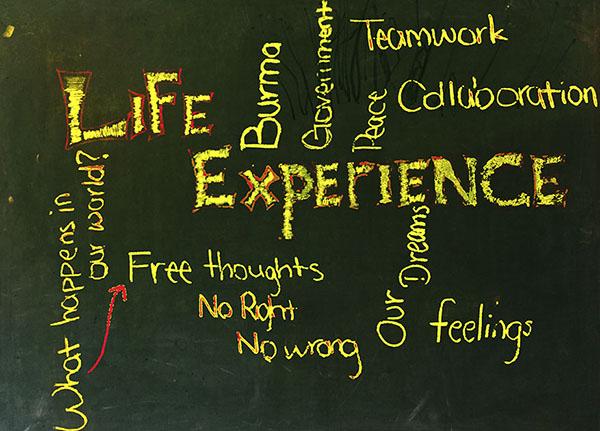 Life
Experience
Burma
Government
Peace
Teamwork
Collaboration
What happens in
our world?
Free thoughts
No Right
No wrong
Our Dreams
feelings